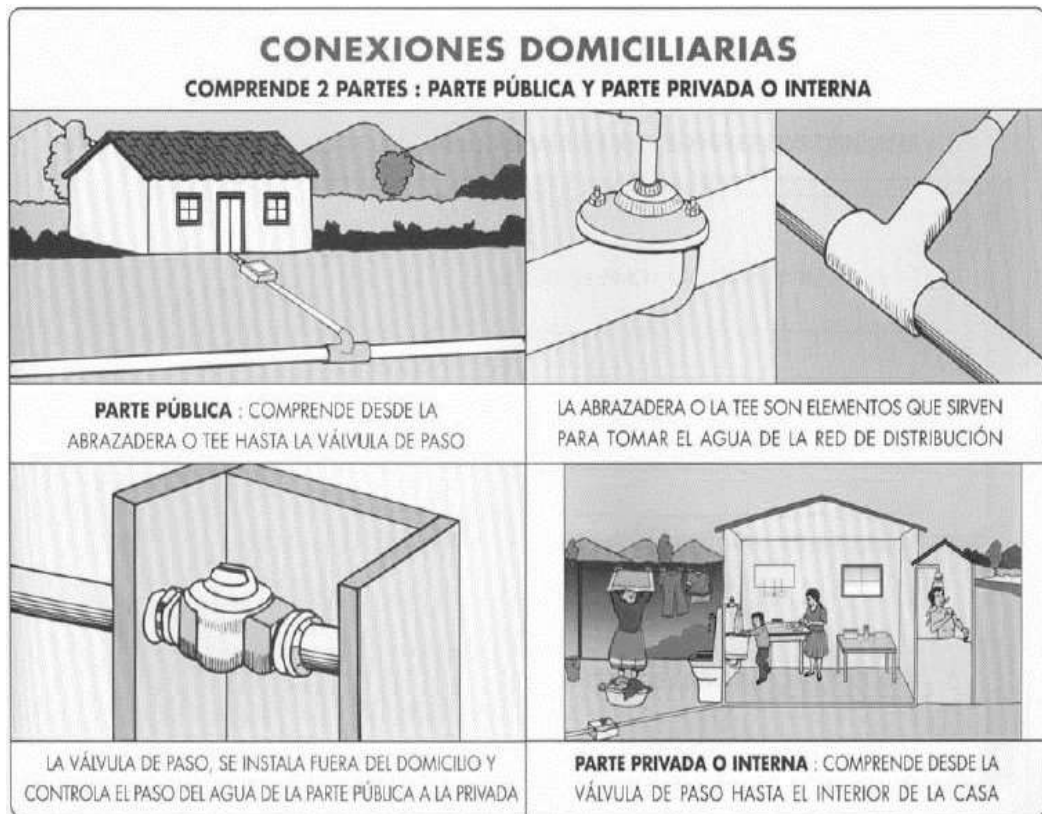 CONEXIONES DOMICILIARIAS
COMPRENDE 2 PARTES : PARTE PÚBLICA Y PARTE PRIVADA O INTERNA
PARTE PÚBLICA : COMPRENDE DESDE LA
ABRAZADERA O TEE HASTA LA VÁLVULA DE PASO
LA ABRAZADERA O LA TEE SON ELEMENTOS QUE SIRVEN
PARA TOMAR EL AGUA DE LA RED DE DISTRIBUCIÓN
LA VÁLVULA DE PASO, SE INSTALA FUERA DEL DOMICILIO Y
CONTROLA EL PASO DEL AGUA DE LA PARTE PÚBLICA A LA PRIVADA
PARTE PRIVADA O INTERNA : COMPRENDE DESDE LA
VÁLVULA DE PASO HASTA EL INTERIOR DE LA CASA